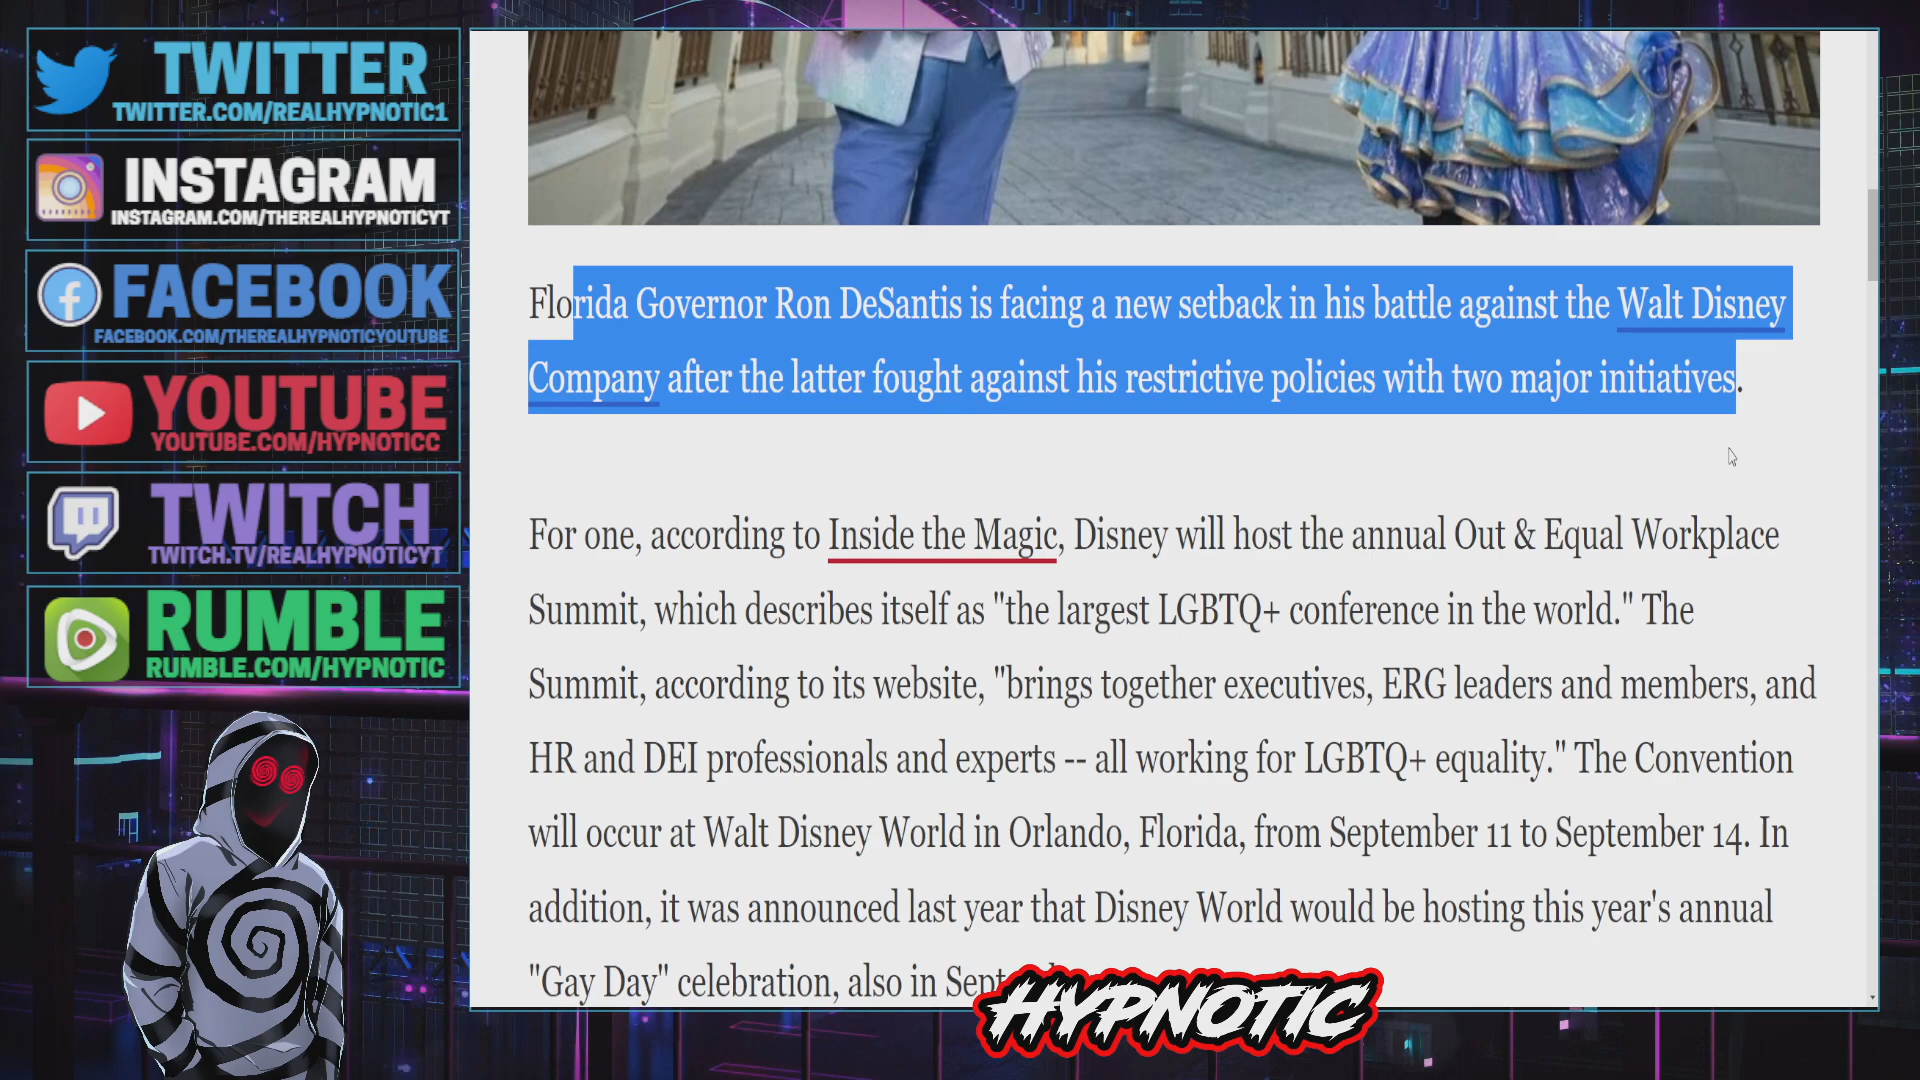 TWITTER
TWITTER.COM/REALHYPNOTIC1
INSTAGRAM
INSTAGRAM.COM/THEREALHYPNOTICYT
FACEBOOK
FACEBOOK.COM/THEREALHYPNOTICYOUTUBE
YOUTUBE
YOUTUBE.COM/HYPNOTICC
TWITCH
TWITCH.TV/REALHYPNOTICYT
RUMBLE
RUMBLE.COM/HYPNOTIC
Florida Governor Ron DeSantis is facing a new setback in his battle against the Walt Disney
Company after the latter fought against his restrictive policies with two major initiatives.
For one, according to Inside the Magic, Disney will host the annual Out & Equal Workplace
Summit, which describes itself as "the largest LGBTQ+ conference in the world." The
Summit, according to its website, "brings together executives, ERG leaders and members, and
HR and DEI professionals and experts -- all working for LGBTQ+ equality." The Convention
will occur at Walt Disney World in Orlando, Florida, from September 11 to September 14. In
addition, it was announced last year that Disney World would be hosting this year's annual
"Gay Day" celebration, also in
HYPNOTIC